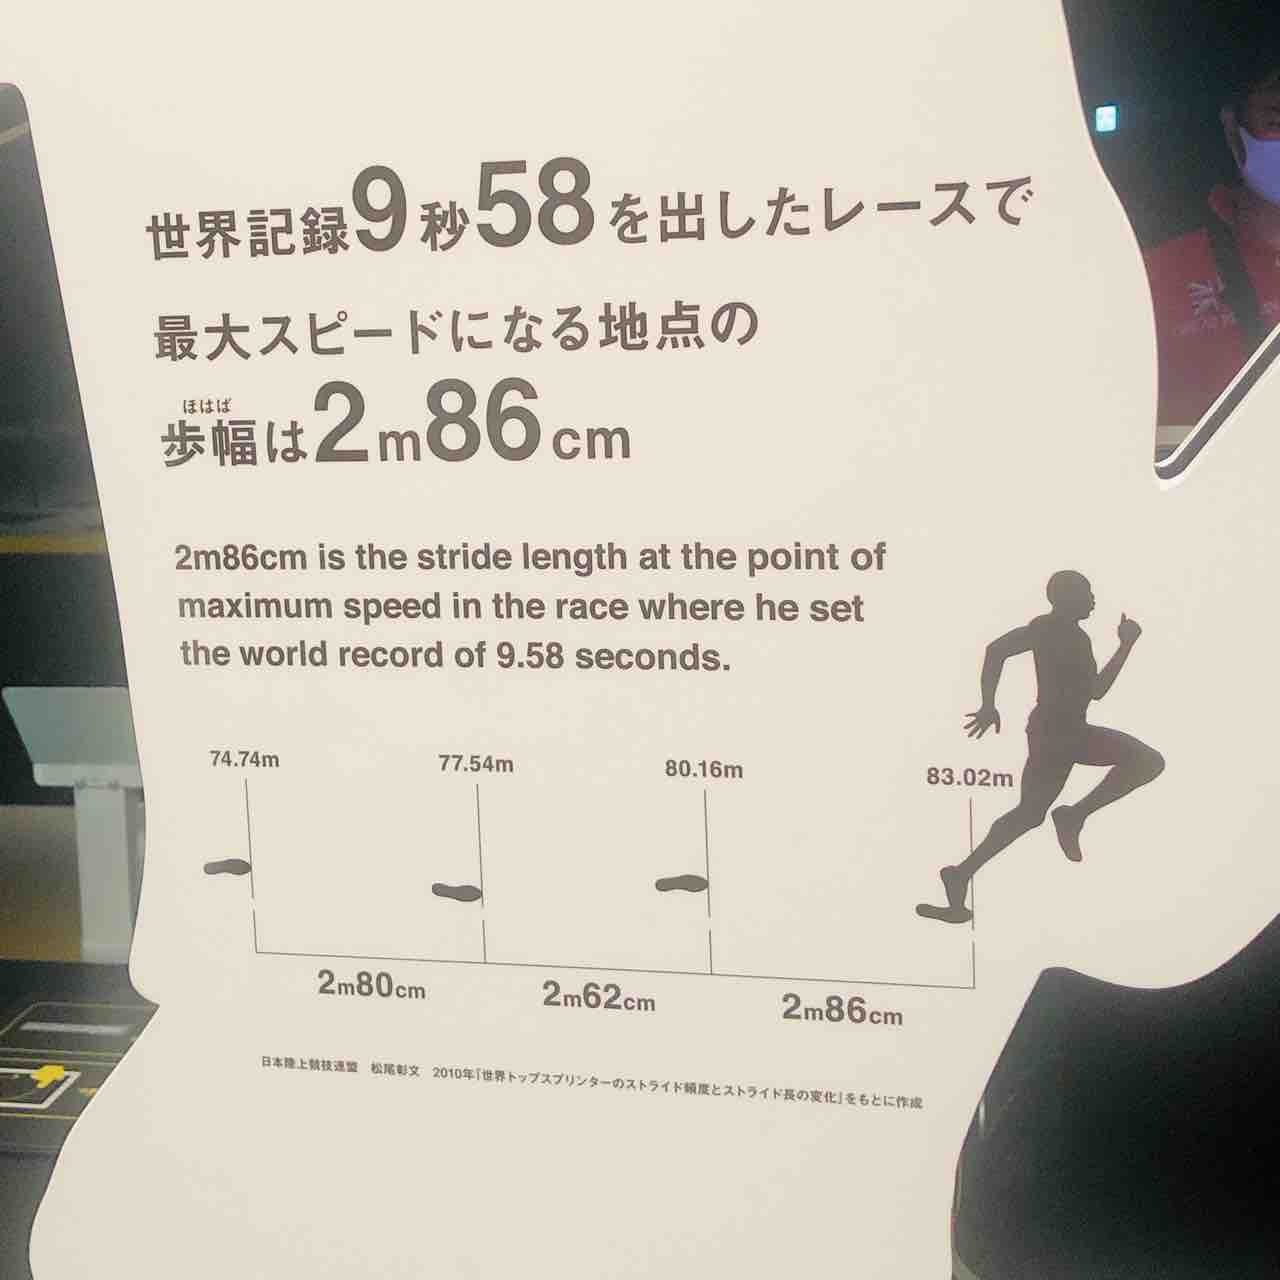 世界記録9秒58を出したレースで
最大スピードになる地点の
ほはば
歩幅は2m86cm
2m86cm is the stride length at the point of
maximum speed in the race where he set
the world record of 9.58 seconds.
74.74m 77.54m 80.16m 83.02m
2m80cm 2m62cm 2m86cm
日本陸上競技連盟 松尾彰文 2010年「世界トップスプリンターのストライド頻度とストライド長の変化」をもとに作成